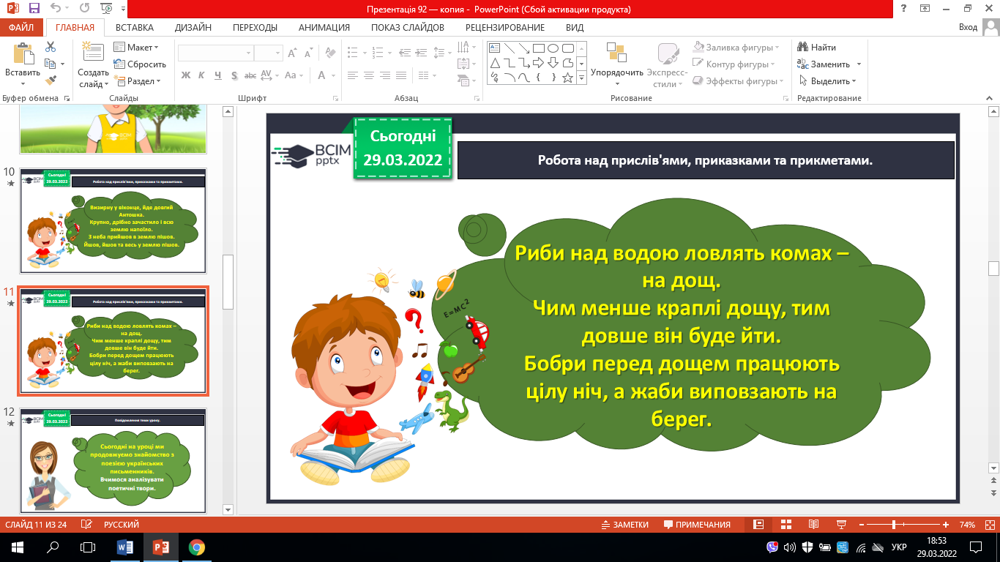 Презентація 92 — копия - PowerPoint (Сбой активации продукта)
ФАЙЛ ГЛАВНАЯ ВСТАВКА ДИЗАЙН ПЕРЕХОДЫ АНИМАЦИЯ ПОКАЗ СЛАЙДОВ РЕЦЕНЗИРОВАНИЕ ВИД Вход
Вставить
Буфер обмена
Создать слайд
Макет
Сбросить
Раздел
Слайды
Ж К Ч S abc AV Aa A
Шрифт
Абзац
Упорядочить
Экспресс-стили
Заливка фигуры
Контур фигуры
Эффекты фигуры
Рисование
Найти
Заменить
Выделить
Редактирование
10
Сьогодні
29.03.2022
Робота над прислів'ями, приказками та прикметами.
Визирну у віконце, йде довгий
Антошка.
Крупно, дрібно зачастило і всю
землю напоїло.
З неба прийшов в землю пішов.
Йшов, йшов та весь у землю пішов.
11
Сьогодні
29.03.2022
Робота над прислів'ями, приказками та прикметами.
Риби над водою ловлять комах –
на дощ.
Чим менше краплі дощу, тим
довше він буде йти.
Бобри перед дощем працюють
цілу ніч, а жаби виповзають на
берег.
12
Сьогодні
29.03.2022
Повідомлення теми уроку.
Сьогодні на уроці ми
продовжуємо знайомство з
поезією українських
письменників.
Вчимося аналізувати
поетичні твори.
ВСІМ
pptx
Сьогодні
29.03.2022
Робота над прислів'ями, приказками та прикметами.
Риби над водою ловлять комах –
на дощ.
Чим менше краплі дощу, тим
довше він буде йти.
Бобри перед дощем працюють
цілу ніч, а жаби виповзають на
берег.
E=MC2
СЛАЙД 11 ИЗ 24 РУССКИЙ ЗАМЕТКИ ПРИМЕЧАНИЯ 74%
УКР
18:53
29.03.2022